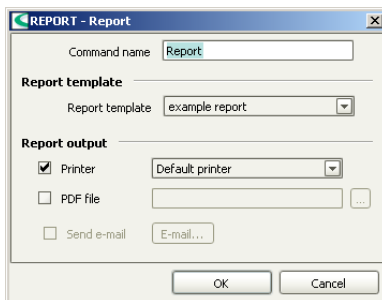 REPORT - Report
Command name Report
Report template
Report template example report
Report output
Printer Default printer
PDF file ...
Send e-mail E-mail...
OK Cancel